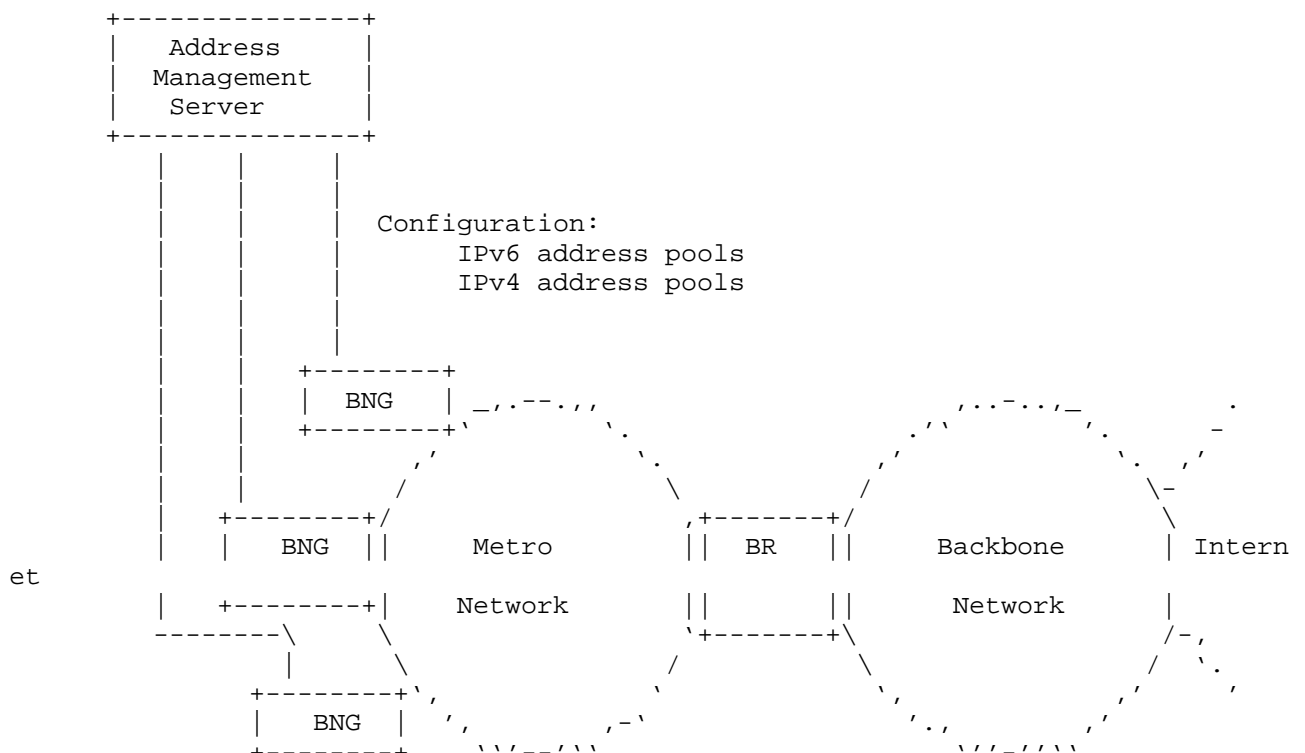 Address
Management
Server
Configuration:
IPv6 address pools
IPv4 address pools
BNG
BNG Metro BR Backbone Intern
et
Network Network
BNG